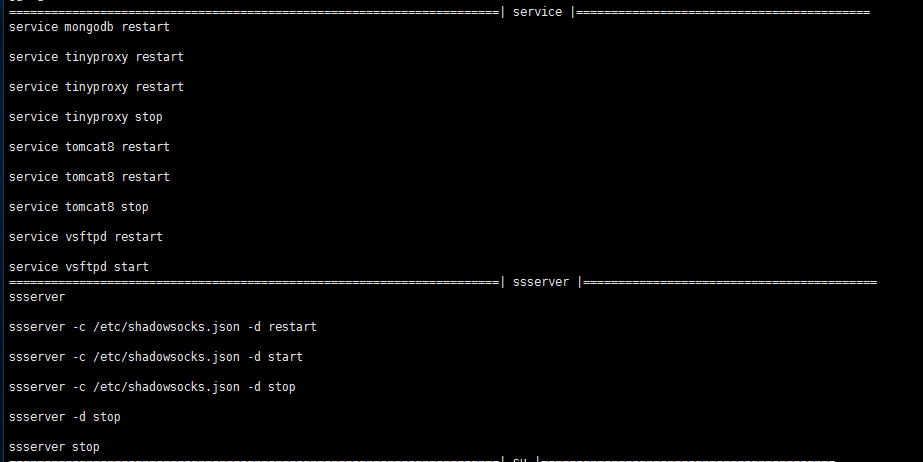 ======================================================================| service |==========================================
service mongodb restart
service tinyproxy restart
service tinyproxy restart
service tinyproxy stop
service tomcat8 restart
service tomcat8 restart
service tomcat8 stop
service vsftpd restart
service vsftpd start
======================================================================| ssserver |==========================================
ssserver
ssserver -c /etc/shadowsocks.json -d restart
ssserver -c /etc/shadowsocks.json -d start
ssserver -c /etc/shadowsocks.json -d stop
ssserver -d stop
ssserver stop
======================================================================| su |==========================================